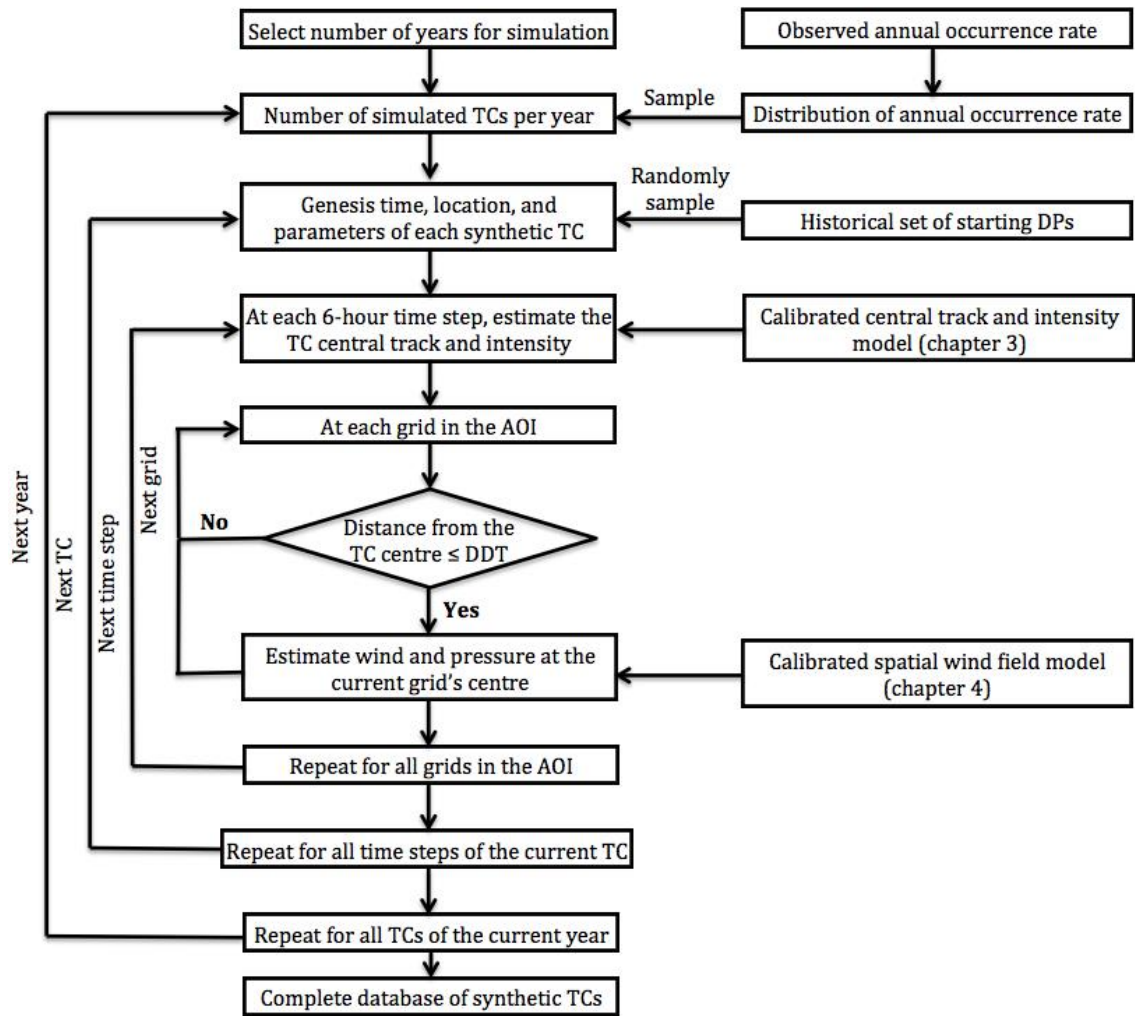 Select number of years for simulation
Observed annual occurrence rate
Number of simulated TCs per year
Sample
Distribution of annual occurrence rate
Genesis time, location, and
parameters of each synthetic TC
Randomly
sample
Historical set of starting DPs
At each 6-hour time step, estimate the
TC central track and intensity
Calibrated central track and intensity
model (chapter 3)
At each grid in the AOI
Distance from the
TC centre ≤ DDT
No
Yes
Estimate wind and pressure at the
current grid's centre
Calibrated spatial wind field model
(chapter 4)
Repeat for all grids in the AOI
Repeat for all time steps of the current TC
Repeat for all TCs of the current year
Complete database of synthetic TCs
Next year
Next TC
Next time step
Next grid